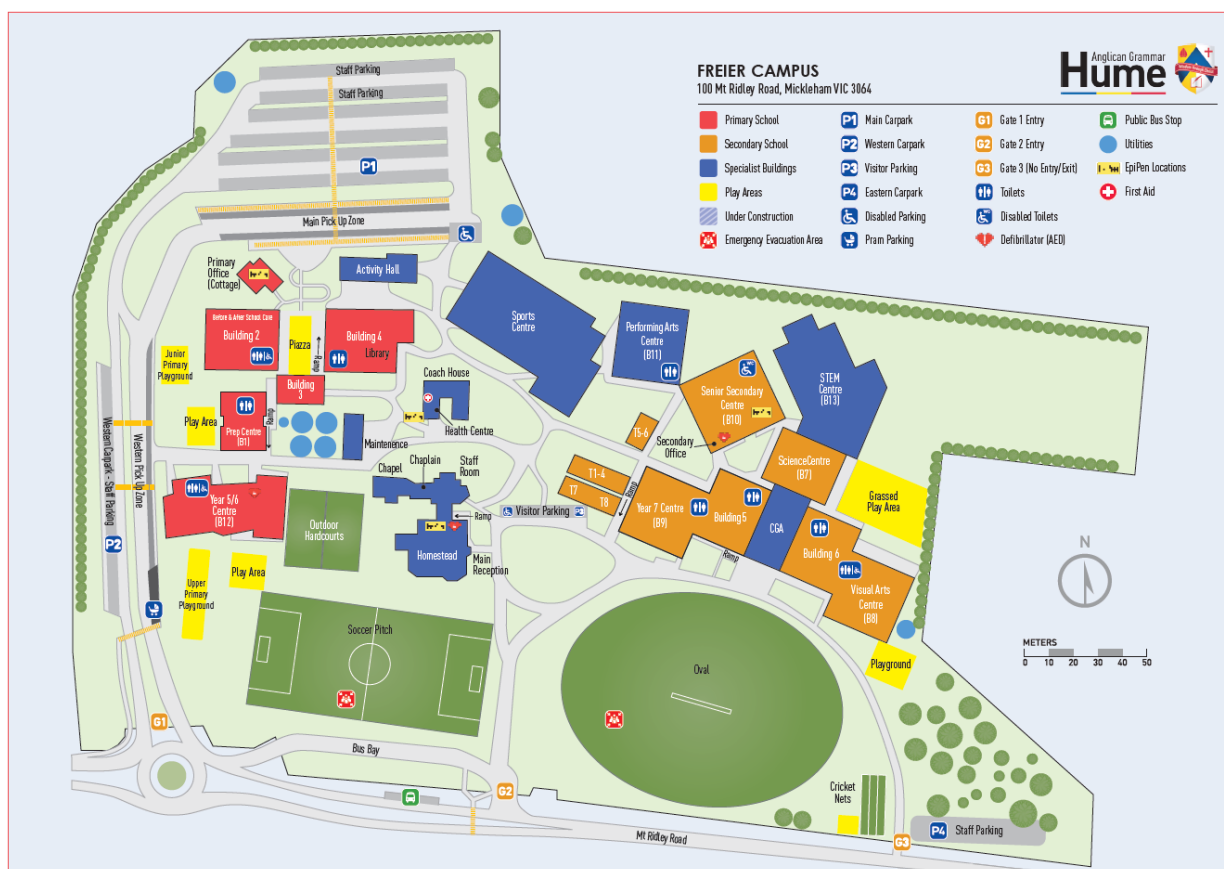 FREIER CAMPUS
100 Mt Ridley Road, Mickleham VIC 3064
Anglican Grammar
Hume
Primary School
Secondary School
Specialist Buildings
Play Areas
Under Construction
Emergency Evacuation Area
P1 Main Carpark
P2 Western Carpark
P3 Visitor Parking
P4 Eastern Carpark
Disabled Parking
Pram Parking
G1 Gate 1 Entry
G2 Gate 2 Entry
G3 Gate 3 (No Entry/Exit)
Toilets
Disabled Toilets
Defibrillator (AED)
Public Bus Stop
Utilities
EpiPen Locations
First Aid
Staff Parking
Staff Parking
P1
Main Pick Up Zone
Primary
Office
(Cottage)
Activity Hall
Before & After School Care
Building 2
Piazza
Ramp
Building 4
Library
Building
3
Junior
Primary
Playground
Play Area
Prep Centre
(B1)
Ramp
Maintenence
Coach House
Health Centre
Sports
Centre
Performing Arts
Centre
(B11)
Senior Secondary
Centre
(B10)
Secondary
Office
STEM
Centre
(B13)
ScienceCentre
(B7)
Grassed
Play Area
T5-6
T1-4
T7
T8
Ramp
Year 7 Centre
(B9)
Building 5
CGA
Building 6
Ramp
Visual Arts
Centre
(B8)
Playground
Western Carpark - Staff Parking
Western Pick Up Zone
P2
Year 5/6
Centre
(B12)
Outdoor
Hardcourts
Chapel
Chaplain
Staff
Room
Ramp
Homestead
Main
Reception
Visitor Parking
P3
Upper
Primary
Playground
Play Area
Soccer Pitch
Oval
G1
Bus Bay
G2
Mt Ridley Road
Cricket
Nets
G3
P4 Staff Parking
N
METERS
0 10 20 30 40 50